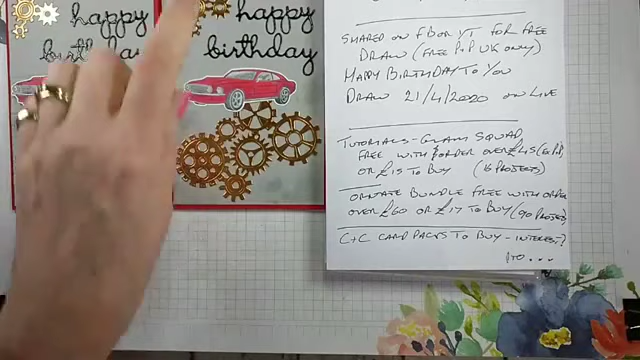 happy
birthday
happy
birthday
SHARED ON FB OR YT FOR FREE
DRAW (FREE P+P UK ONLY)
HAPPY BIRTHDAY TO YOU
DRAW 21/4/2020 ON LIVE
TUTORIALS - GLAM SQUAD,
FREE WITH ORDER OVER £45 (EX P.P)
OR £15 TO BUY (16 PROJECTS)
ORNATE BUNDLE FREE WITH ORDER
OVER £60 OR £17 TO BUY (90 PROJECTS)
C+C CARD PACKS TO BUY - INTEREST?
PTO...